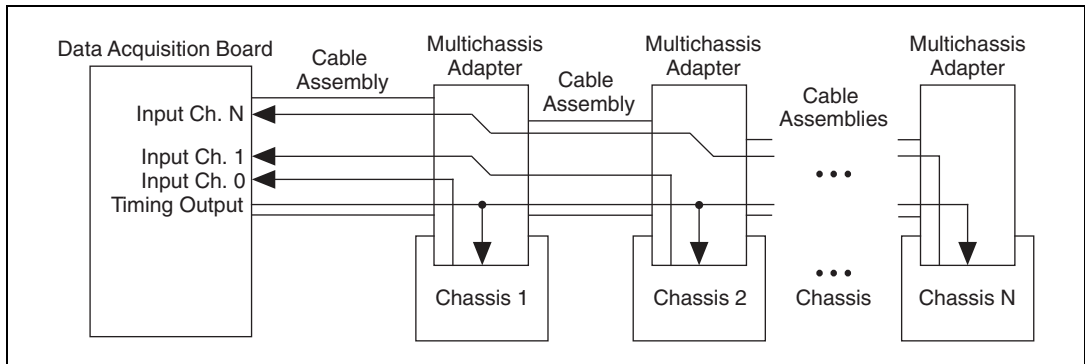 Data Acquisition Board
Cable
Assembly
Multichassis
Adapter
Cable
Assembly
Multichassis
Adapter
Cable
Assemblies
Multichassis
Adapter
Input Ch. N
Input Ch. 1
Input Ch. 0
Timing Output
•••
•••
Chassis 1
Chassis 2
Chassis
Chassis N